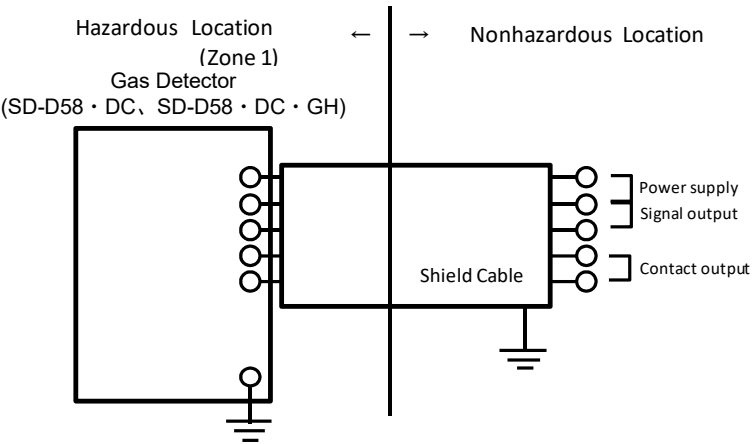 Hazardous Location ← → Nonhazardous Location
(Zone 1)
Gas Detector
(SD-D58・DC、SD-D58・DC・GH)
Power supply
Signal output
Contact output
Shield Cable